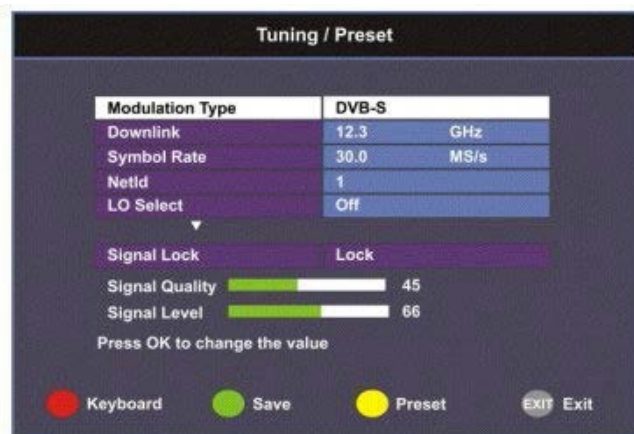 Tuning / Preset
Modulation Type DVB-S
Downlink 12.3 GHz
Symbol Rate 30.0 MS/s
NetId 1
LO Select Off
Signal Lock Lock
Signal Quality 45
Signal Level 66
Press OK to change the value
Keyboard Save Preset EXIT Exit